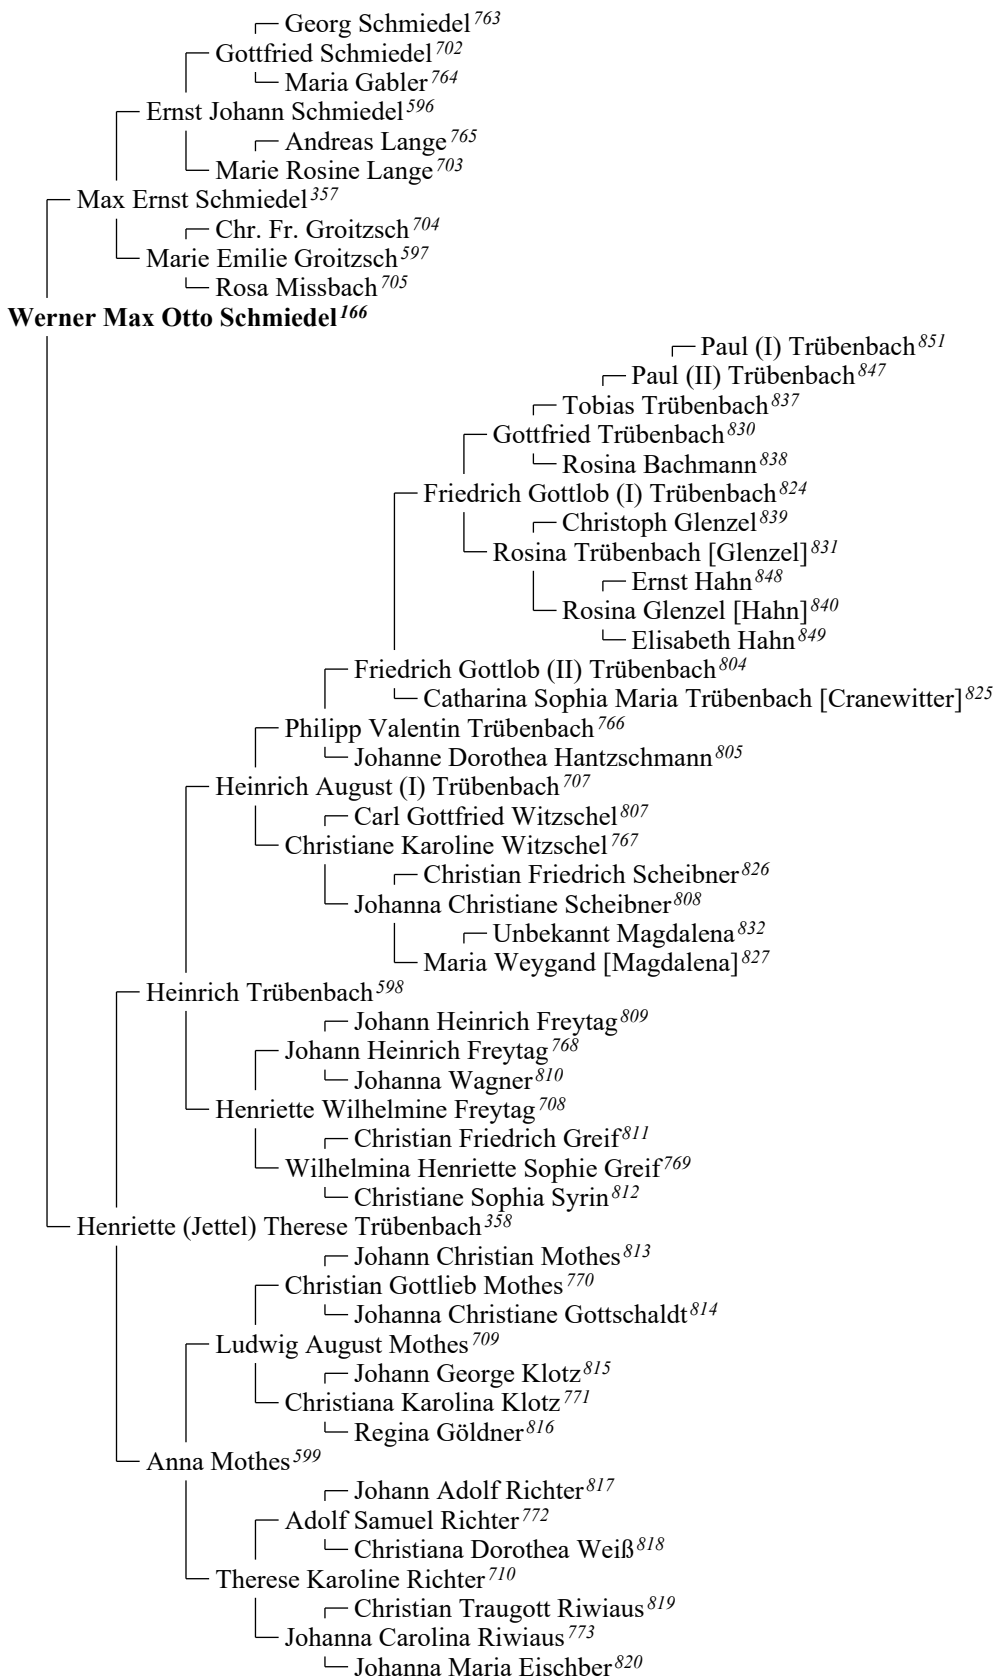 Georg Schmiedel763
Gottfried Schmiedel702
Maria Gabler764
Ernst Johann Schmiedel596
Andreas Lange765
Marie Rosine Lange703
Max Ernst Schmiedel357
Chr. Fr. Groitzsch704
Marie Emilie Groitzsch597
Rosa Missbach705
Werner Max Otto Schmiedel166
Paul (I) Trübenbach851
Paul (II) Trübenbach847
Tobias Trübenbach837
Gottfried Trübenbach830
Rosina Bachmann838
Friedrich Gottlob (I) Trübenbach824
Christoph Glenzel839
Rosina Trübenbach [Glenzel]831
Ernst Hahn848
Rosina Glenzel [Hahn]840
Elisabeth Hahn849
Friedrich Gottlob (II) Trübenbach804
Catharina Sophia Maria Trübenbach [Cranewitter]825
Philipp Valentin Trübenbach766
Johanne Dorothea Hantzschmann805
Heinrich August (I) Trübenbach707
Carl Gottfried Witzschel807
Christiane Karoline Witzschel767
Christian Friedrich Scheibner826
Johanna Christiane Scheibner808
Unbekannt Magdalena832
Maria Weygand [Magdalena]827
Heinrich Trübenbach598
Johann Heinrich Freytag809
Johann Heinrich Freytag768
Johanna Wagner810
Henriette Wilhelmine Freytag708
Christian Friedrich Greif811
Wilhelmina Henriette Sophie Greif769
Christiane Sophia Syrin812
Henriette (Jettel) Therese Trübenbach358
Johann Christian Mothes813
Christian Gottlieb Mothes770
Johanna Christiane Gottschaldt814
Ludwig August Mothes709
Johann George Klotz815
Christiana Karolina Klotz771
Regina Göldner816
Anna Mothes599
Johann Adolf Richter817
Adolf Samuel Richter772
Christiana Dorothea Weiß818
Therese Karoline Richter710
Christian Traugott Riwiaus819
Johanna Carolina Riwiaus773
Johanna Maria Eischber820